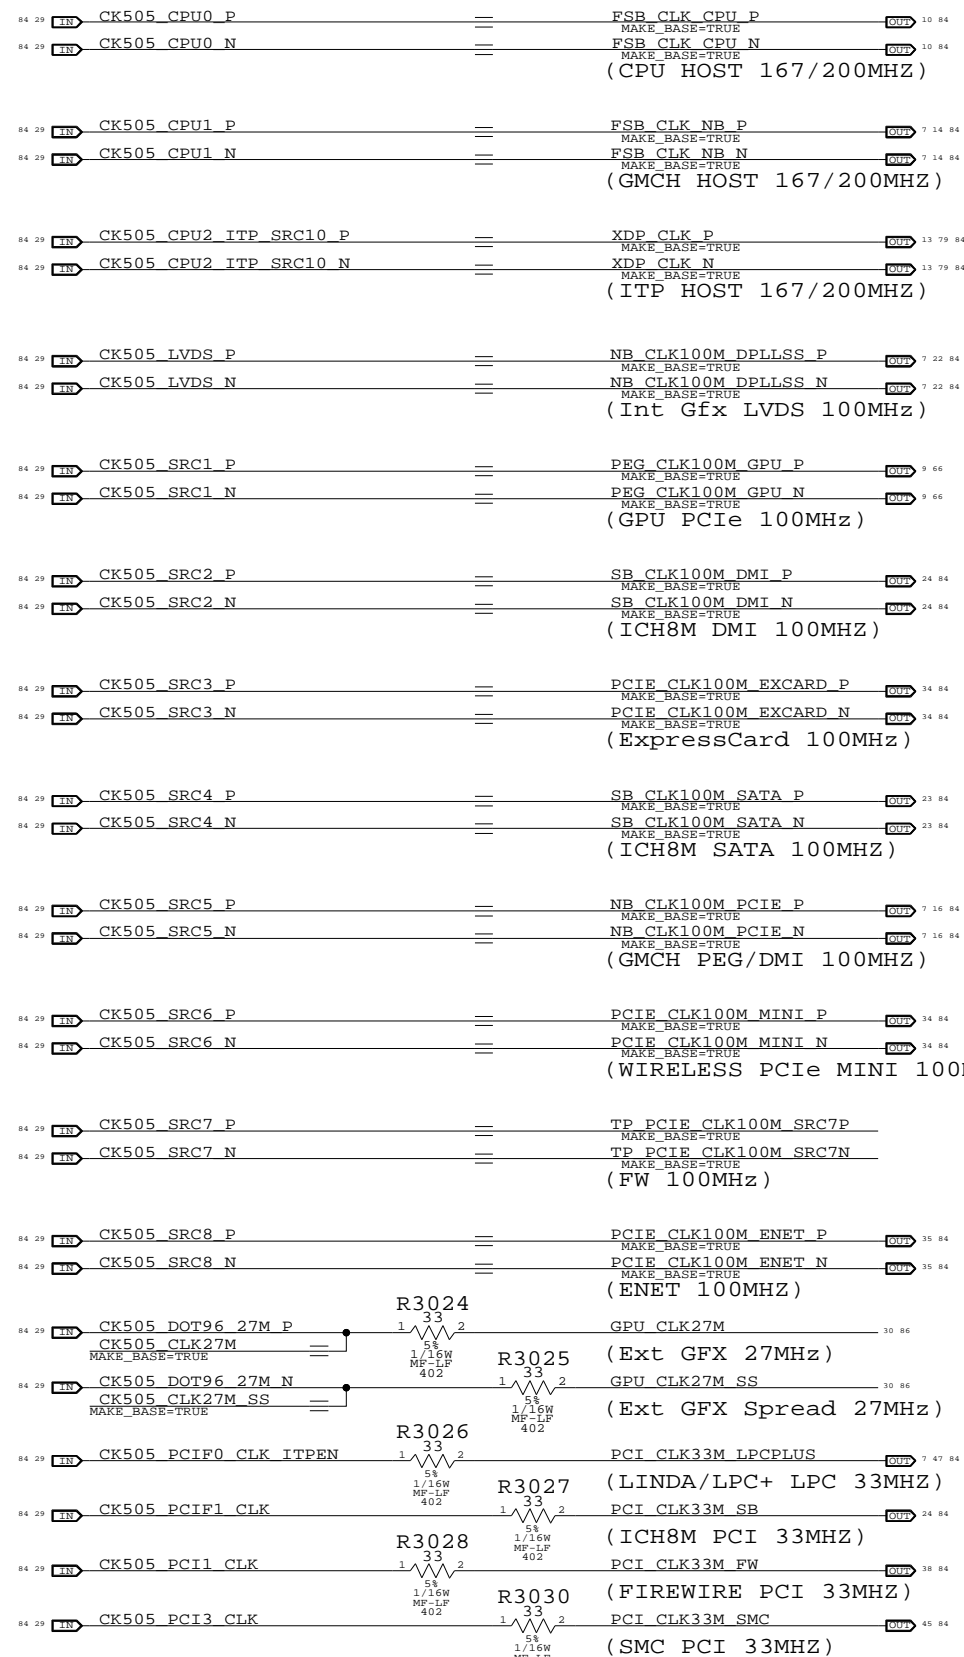 84 29 IN CK505_CPU0_P FSB_CLK_CPU_P OUT 10 84
MAKE_BASE=TRUE
84 29 IN CK505_CPU0_N FSB_CLK_CPU_N OUT 10 84
MAKE_BASE=TRUE
(CPU HOST 167/200MHZ)
84 29 IN CK505_CPU1_P FSB_CLK_NB_P OUT 7 14 84
MAKE_BASE=TRUE
84 29 IN CK505_CPU1_N FSB_CLK_NB_N OUT 7 14 84
MAKE_BASE=TRUE
(GMCH HOST 167/200MHZ)
84 29 IN CK505_CPU2_ITP_SRC10_P XDP_CLK_P OUT 13 79 84
MAKE_BASE=TRUE
84 29 IN CK505_CPU2_ITP_SRC10_N XDP_CLK_N OUT 13 79 84
MAKE_BASE=TRUE
(ITP HOST 167/200MHZ)
84 29 IN CK505_LVDS_P NB_CLK100M_DPLLSS_P OUT 7 22 84
MAKE_BASE=TRUE
84 29 IN CK505_LVDS_N NB_CLK100M_DPLLSS_N OUT 7 22 84
MAKE_BASE=TRUE
(Int Gfx LVDS 100MHz)
84 29 IN CK505_SRC1_P PEG_CLK100M_GPU_P OUT 9 66
MAKE_BASE=TRUE
84 29 IN CK505_SRC1_N PEG_CLK100M_GPU_N OUT 9 66
MAKE_BASE=TRUE
(GPU PCIe 100MHz)
84 29 IN CK505_SRC2_P SB_CLK100M_DMI_P OUT 24 84
MAKE_BASE=TRUE
84 29 IN CK505_SRC2_N SB_CLK100M_DMI_N OUT 24 84
MAKE_BASE=TRUE
(ICH8M DMI 100MHZ)
84 29 IN CK505_SRC3_P PCIE_CLK100M_EXCARD_P OUT 34 84
MAKE_BASE=TRUE
84 29 IN CK505_SRC3_N PCIE_CLK100M_EXCARD_N OUT 34 84
MAKE_BASE=TRUE
(ExpressCard 100MHz)
84 29 IN CK505_SRC4_P SB_CLK100M_SATA_P OUT 23 84
MAKE_BASE=TRUE
84 29 IN CK505_SRC4_N SB_CLK100M_SATA_N OUT 23 84
MAKE_BASE=TRUE
(ICH8M SATA 100MHZ)
84 29 IN CK505_SRC5_P NB_CLK100M_PCIE_P OUT 7 16 84
MAKE_BASE=TRUE
84 29 IN CK505_SRC5_N NB_CLK100M_PCIE_N OUT 7 16 84
MAKE_BASE=TRUE
(GMCH PEG/DMI 100MHZ)
84 29 IN CK505_SRC6_P PCIE_CLK100M_MINI_P OUT 34 84
MAKE_BASE=TRUE
84 29 IN CK505_SRC6_N PCIE_CLK100M_MINI_N OUT 34 84
MAKE_BASE=TRUE
(WIRELESS PCIe MINI 100
84 29 IN CK505_SRC7_P TP_PCIE_CLK100M_SRC7P
MAKE_BASE=TRUE
84 29 IN CK505_SRC7_N TP_PCIE_CLK100M_SRC7N
MAKE_BASE=TRUE
(FW 100MHz)
84 29 IN CK505_SRC8_P PCIE_CLK100M_ENET_P OUT 35 84
MAKE_BASE=TRUE
84 29 IN CK505_SRC8_N PCIE_CLK100M_ENET_N OUT 35 84
MAKE_BASE=TRUE
(ENET 100MHZ)
R3024
84 29 IN CK505_DOT96_27M_P 1 33 2 GPU_CLK27M 30 86
CK505_CLK27M 5% (Ext GFX 27MHz)
MAKE_BASE=TRUE 1/16W
MF-LF
402
R3025
84 29 IN CK505_DOT96_27M_N 1 33 2 GPU_CLK27M_SS 30 86
CK505_CLK27M_SS 5% (Ext GFX Spread 27MHz)
MAKE_BASE=TRUE 1/16W
MF-LF
402
R3026
84 29 IN CK505_PCIF0_CLK_ITPEN 1 33 2 PCI_CLK33M_LPCPLUS OUT 7 47 84
5% (LINDA/LPC+ LPC 33MHZ)
1/16W
MF-LF
402
R3027
84 29 IN CK505_PCIF1_CLK 1 33 2 PCI_CLK33M_SB OUT 24 84
5% (ICH8M PCI 33MHZ)
1/16W
MF-LF
402
R3028
84 29 IN CK505_PCI1_CLK 1 33 2 PCI_CLK33M_FW OUT 38 84
5% (FIREWIRE PCI 33MHZ)
1/16W
MF-LF
402
R3030
84 29 IN CK505_PCI3_CLK 1 33 2 PCI_CLK33M_SMC OUT 45 84
5% (SMC PCI 33MHZ)
1/16W